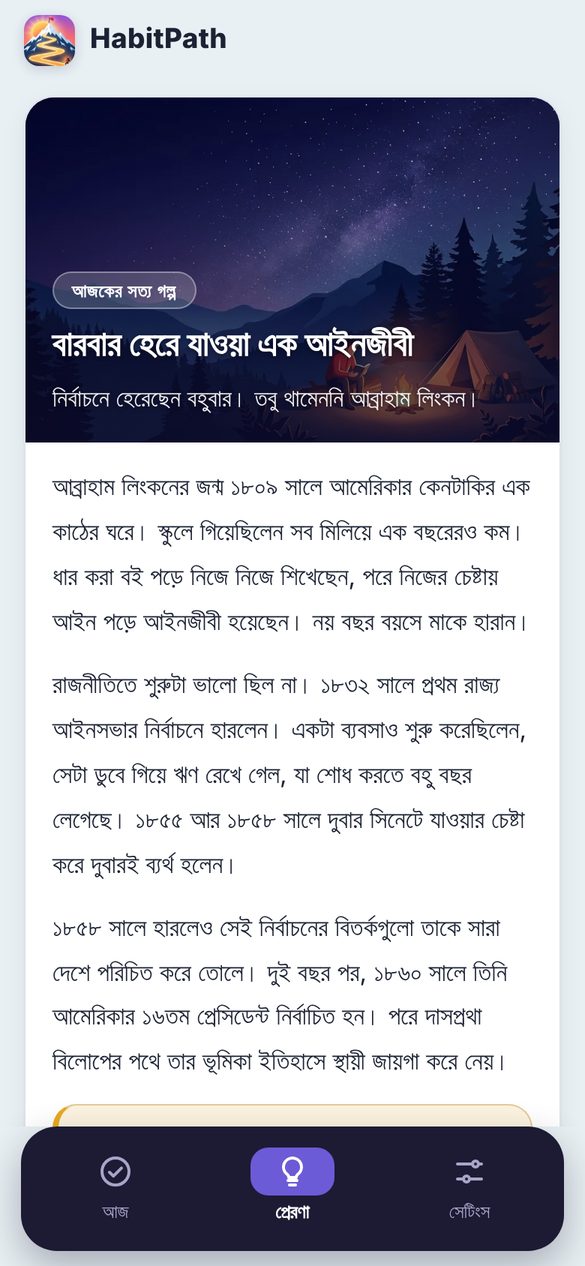 HabitPath
আজকের সত্য গল্প
বারবার হেরে যাওয়া এক আইনজীবী
নির্বাচনে হেরেছেন বহুবার। তবু থামেননি আব্রাহাম লিংকন।
আব্রাহাম লিংকনের জন্ম ১৮০৯ সালে আমেরিকার কেনটাকির এক
কাঠের ঘরে। স্কুলে গিয়েছিলেন সব মিলিয়ে এক বছরেরও কম।
ধার করা বই পড়ে নিজে নিজে শিখেছেন, পরে নিজের চেষ্টায়
আইন পড়ে আইনজীবী হয়েছেন। নয় বছর বয়সে মাকে হারান।
রাজনীতিতে শুরুটা ভালো ছিল না। ১৮৩২ সালে প্রথম রাজ্য
আইনসভার নির্বাচনে হারলেন। একটা ব্যবসাও শুরু করেছিলেন,
সেটা ডুবে গিয়ে ঋণ রেখে গেল, যা শোধ করতে বহু বছর
লেগেছে। ১৮৫৫ আর ১৮৫৮ সালে দুবার সিনেটে যাওয়ার চেষ্টা
করে দুবারই ব্যর্থ হলেন।
১৮৫৮ সালে হারলেও সেই নির্বাচনের বিতর্কগুলো তাকে সারা
দেশে পরিচিত করে তোলে। দুই বছর পর, ১৮৬০ সালে তিনি
আমেরিকার ১৬তম প্রেসিডেন্ট নির্বাচিত হন। পরে দাসপ্রথা
বিলোপের পথে তার ভূমিকা ইতিহাসে স্থায়ী জায়গা করে নেয়।
আজ
প্রেরণা
সেটিংস